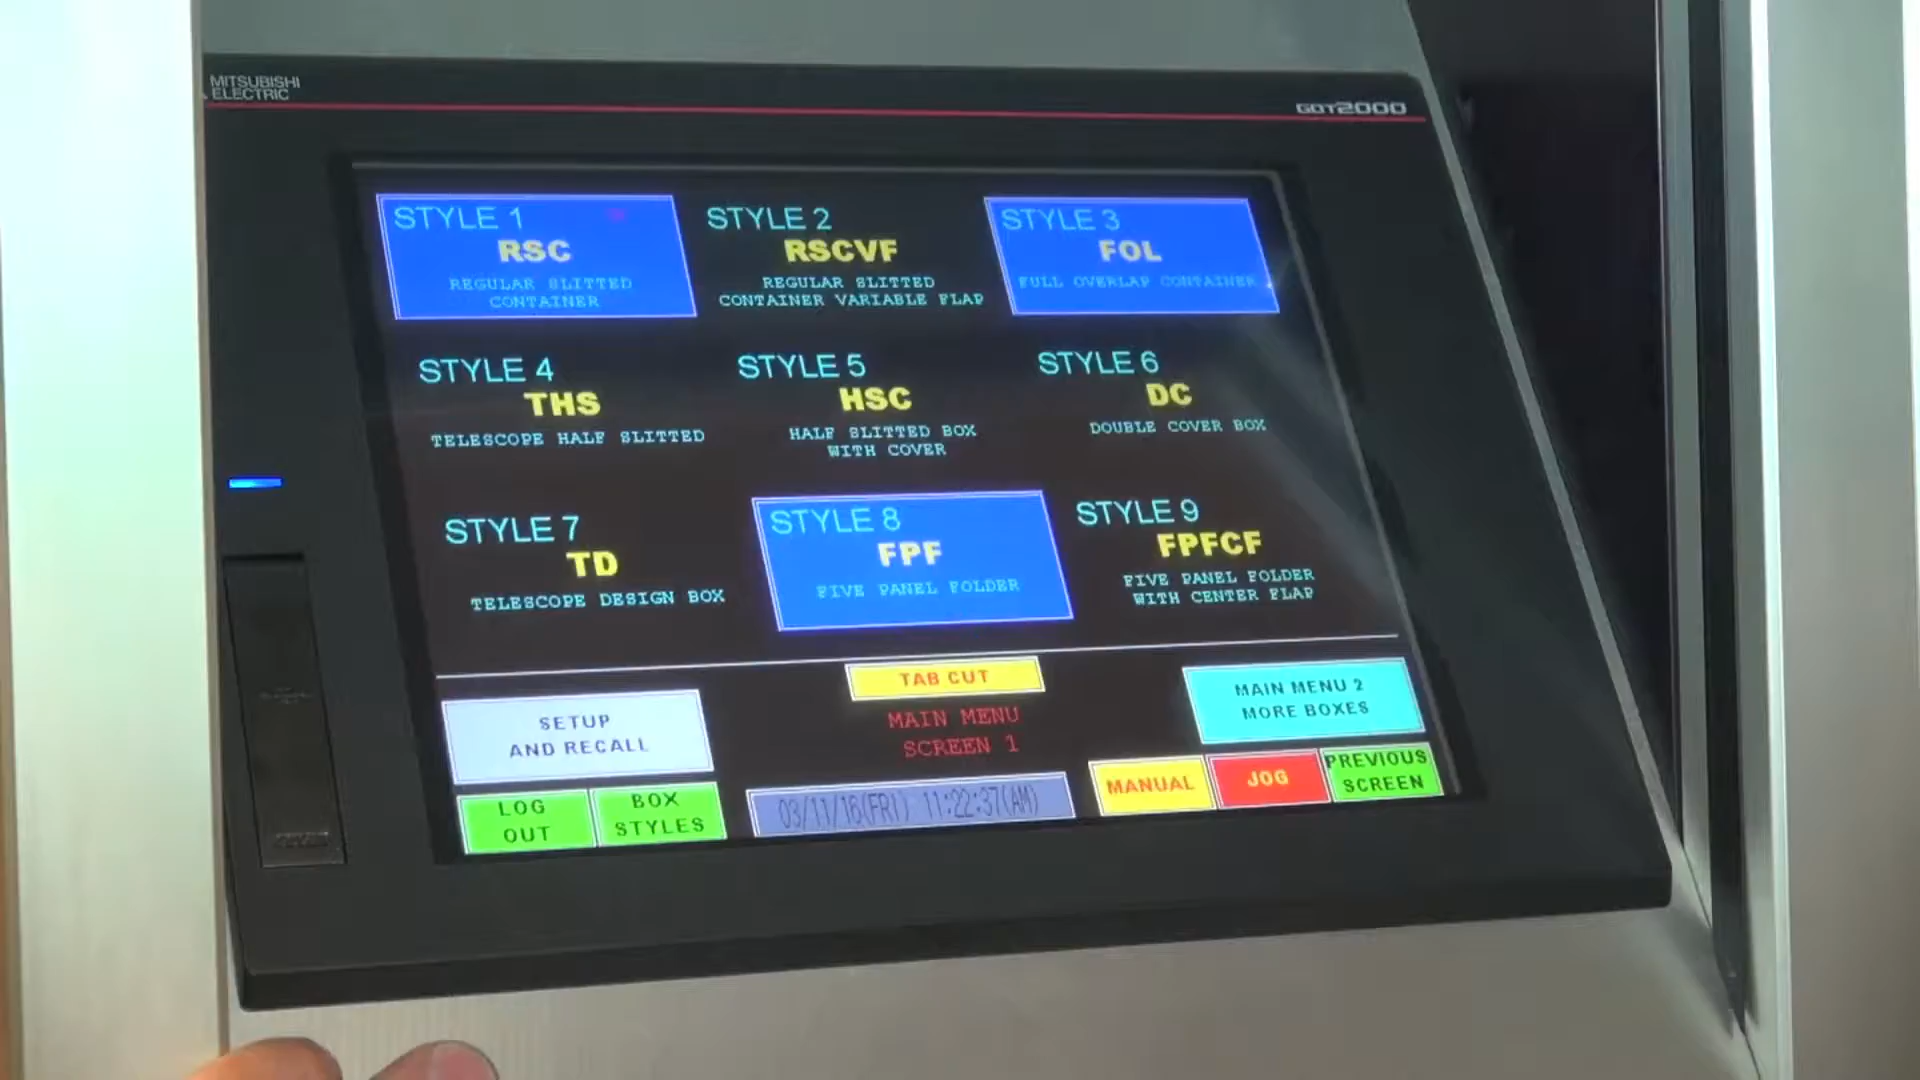 MITSUBISHI
ELECTRIC
GOT2000
STYLE 1
RSC
REGULAR SLITTED
CONTAINER
STYLE 2
RSCVF
REGULAR SLITTED
CONTAINER VARIABLE FLAP
STYLE 3
FOL
FULL OVERLAP CONTAINER
STYLE 4
THS
TELESCOPE HALF SLITTED
STYLE 5
HSC
HALF SLITTED BOX
WITH COVER
STYLE 6
DC
DOUBLE COVER BOX
STYLE 7
TD
TELESCOPE DESIGN BOX
STYLE 8
FPF
FIVE PANEL FOLDER
STYLE 9
FPFCF
FIVE PANEL FOLDER
WITH CENTER FLAP
TAB CUT
MAIN MENU
SCREEN 1
SETUP
AND RECALL
MAIN MENU 2
MORE BOXES
LOG
OUT
BOX
STYLES
03/11/16(FRI) 11:22:37(AM)
MANUAL
JOG
PREVIOUS
SCREEN